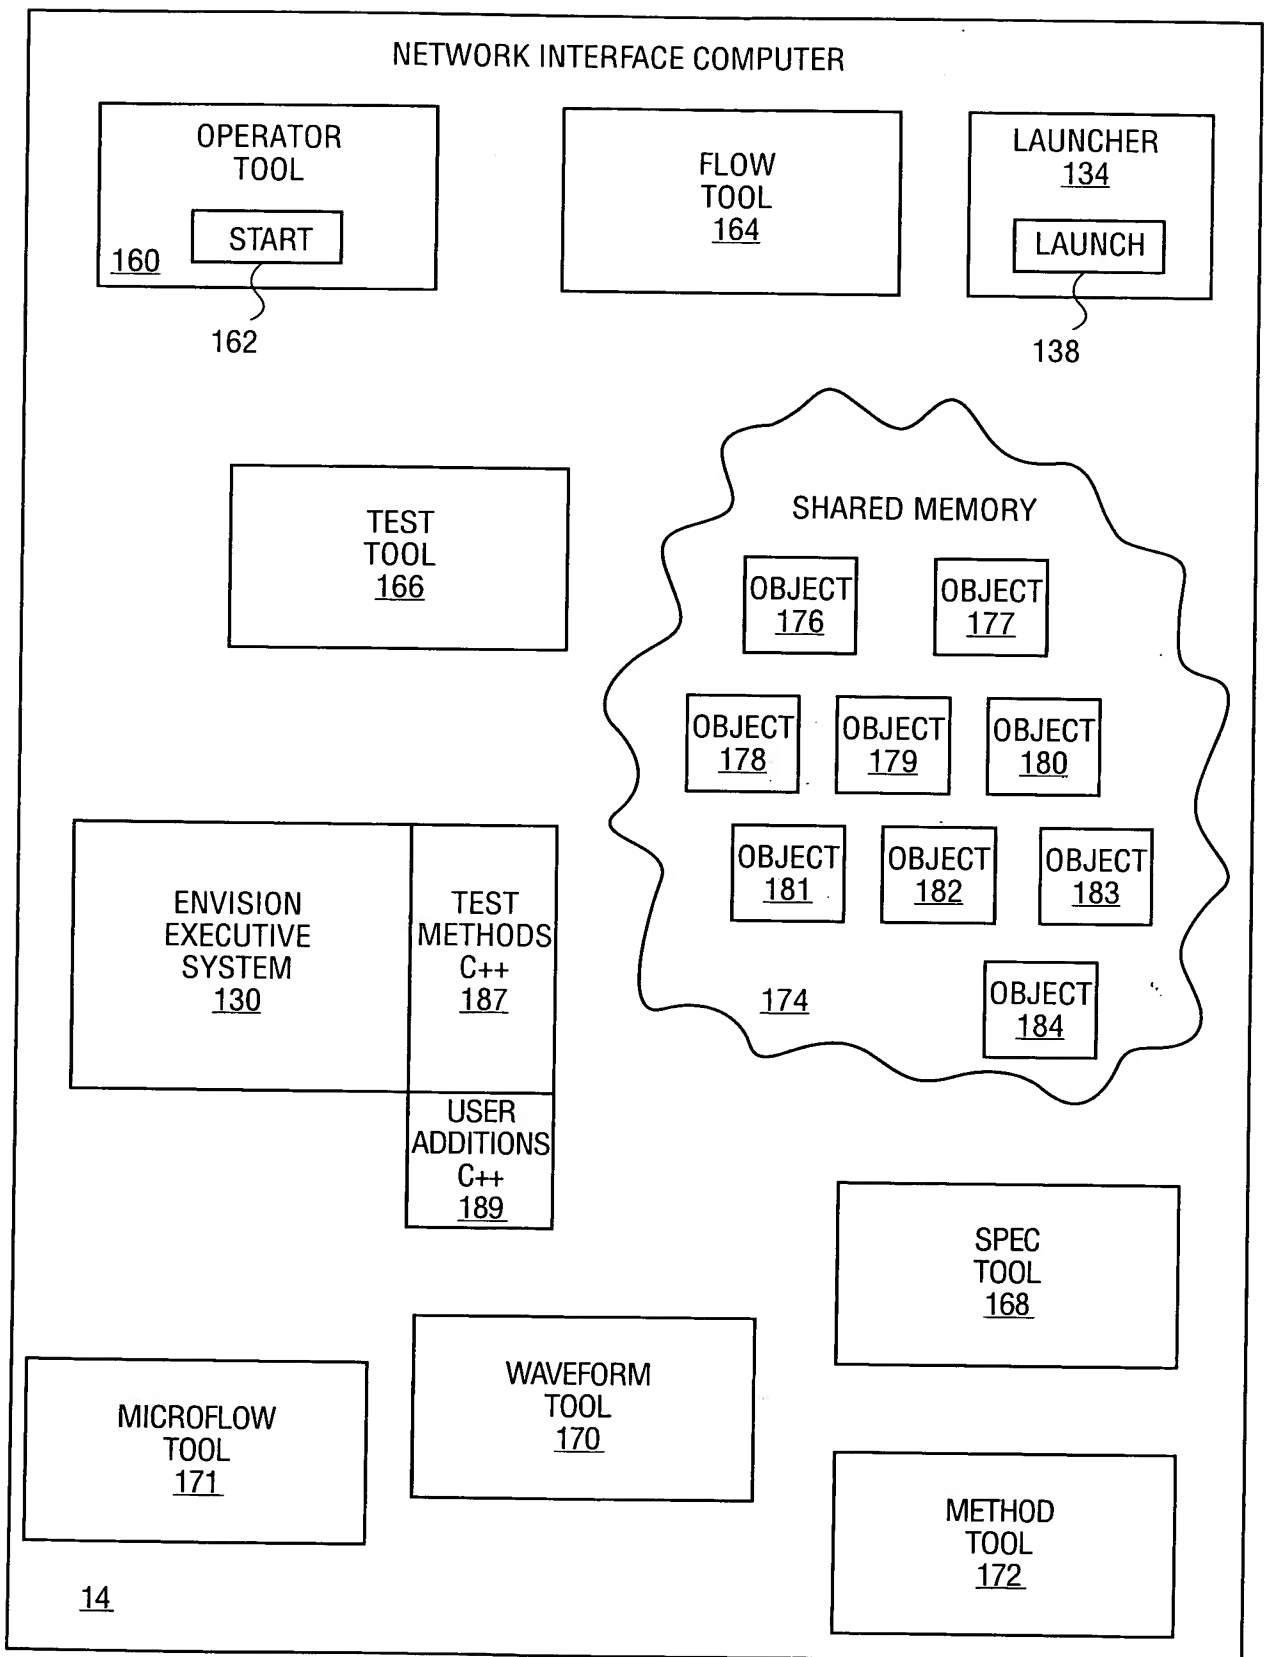 NETWORK INTERFACE COMPUTER
OPERATOR
TOOL
START
160
162
FLOW
TOOL
164
LAUNCHER
134
LAUNCH
138
TEST
TOOL
166
SHARED MEMORY
OBJECT
176
OBJECT
177
OBJECT
178
OBJECT
179
OBJECT
180
OBJECT
181
OBJECT
182
OBJECT
183
OBJECT
184
174
ENVISION
EXECUTIVE
SYSTEM
130
TEST
METHODS
C++
187
USER
ADDITIONS
C++
189
SPEC
TOOL
168
WAVEFORM
TOOL
170
MICROFLOW
TOOL
171
METHOD
TOOL
172
14